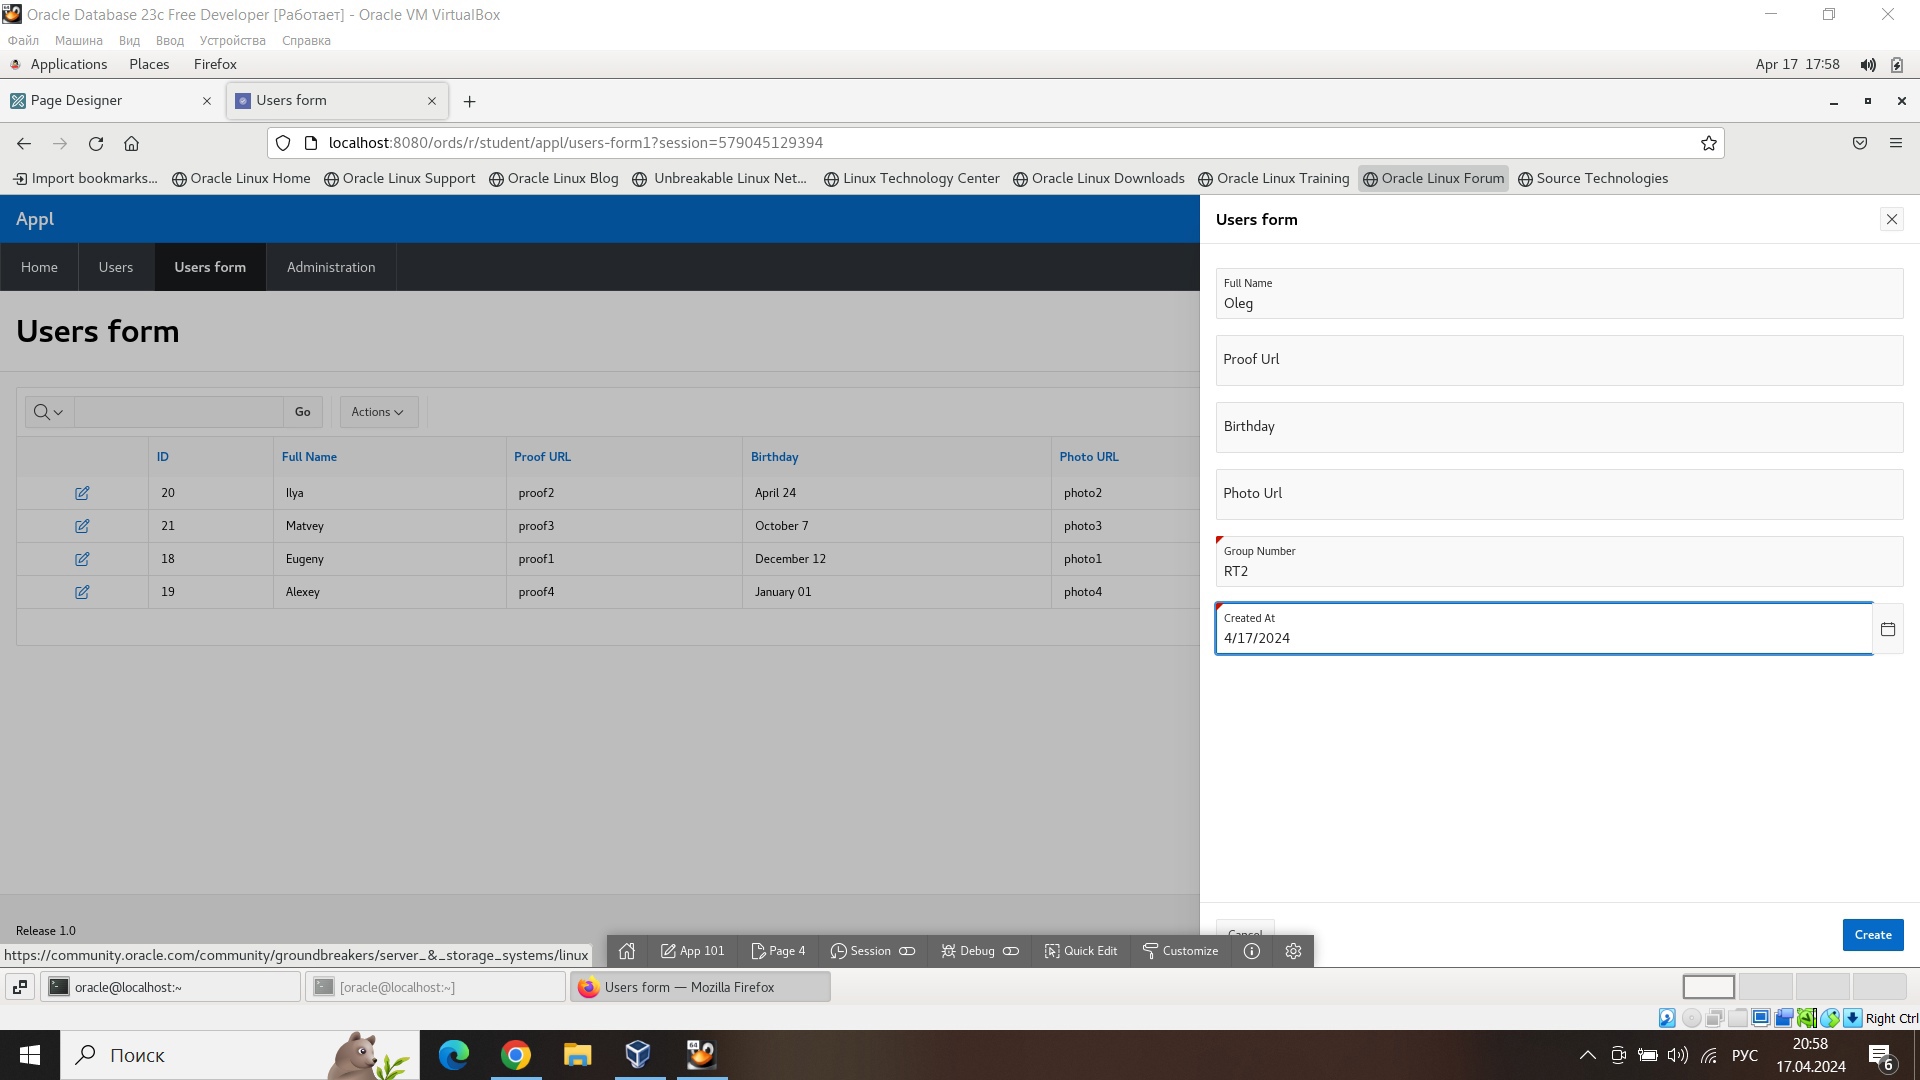 Oracle Database 23c Free Developer [Работает] - Oracle VM VirtualBox
Файл Машина Вид Ввод Устройства Справка
Applications Places Firefox Apr 17 17:58
Page Designer Users form
localhost:8080/ords/r/student/appl/users-form1?session=579045129394
Import bookmarks... Oracle Linux Home Oracle Linux Support Oracle Linux Blog Unbreakable Linux Net... Linux Technology Center Oracle Linux Downloads Oracle Linux Training Oracle Linux Forum Source Technologies
Appl
Home Users Users form Administration
Users form
Go Actions
ID Full Name Proof URL Birthday Photo URL
20 Ilya proof2 April 24 photo2
21 Matvey proof3 October 7 photo3
18 Eugeny proof1 December 12 photo1
19 Alexey proof4 January 01 photo4
Users form
Full Name
Oleg
Proof Url
Birthday
Photo Url
Group Number
RT2
Created At
4/17/2024
Cancel
Create
Release 1.0
https://community.oracle.com/community/groundbreakers/server_&_storage_systems/linux
App 101 Page 4 Session Debug Quick Edit Customize
oracle@localhost:~ [oracle@localhost:~] Users form — Mozilla Firefox
Right Ctrl
Поиск
64
РУС
20:58
17.04.2024
6